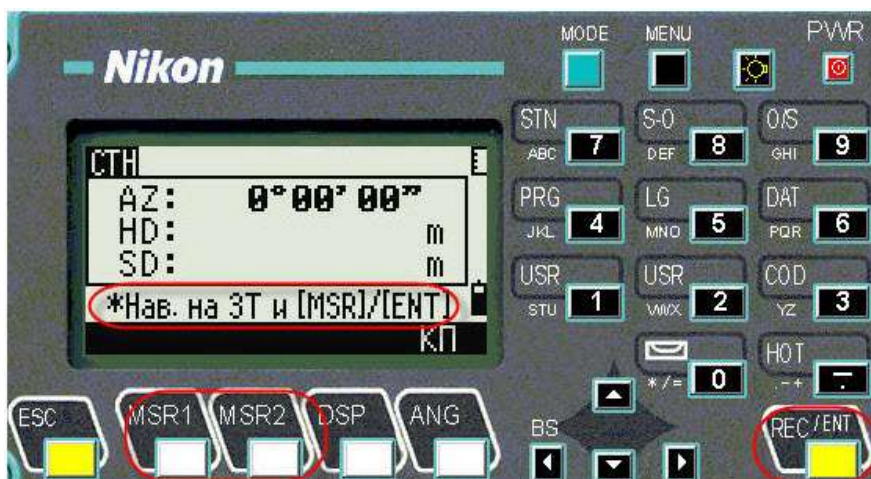 MODE MENU PWR
Nikon
STN S-O O/S
ABC 7 DEF 8 GHI 9
СТН
AZ: 0°00'00"
HD: m
SD: m
*Нав. на ЗТ и [MSR]/[ENT]
КП
PRG LG DAT
JKL 4 MNO 5 PQR 6
USR USR COD
STU 1 VWX 2 YZ 3
HOT
*/= 0 .-+ .
ESC MSR1 MSR2 DSP ANG BS REC/ENT